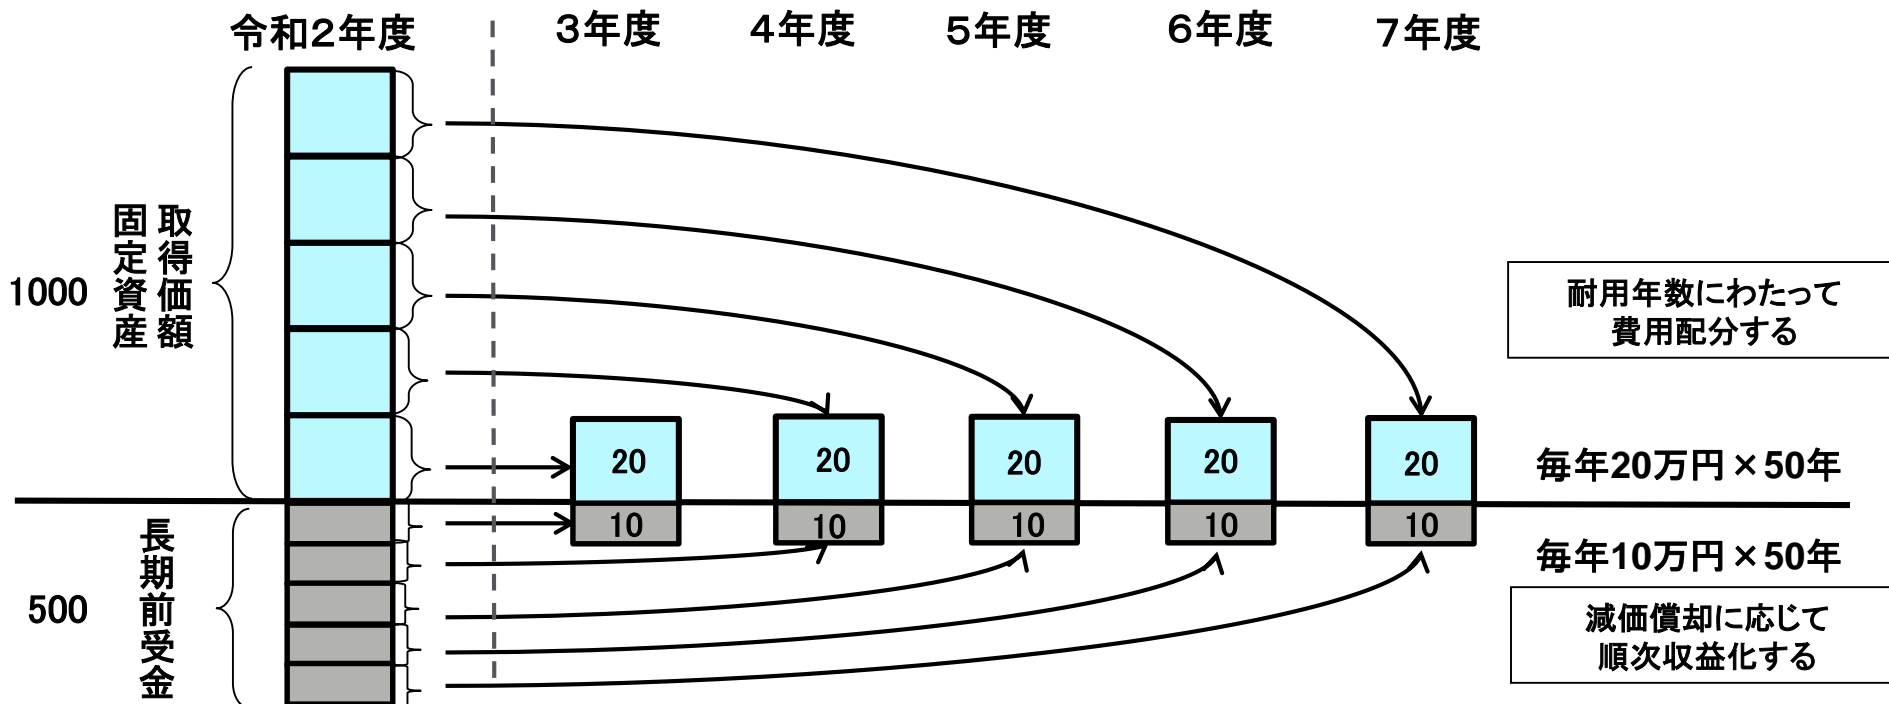 令和2年度
3年度
4年度
5年度
6年度
7年度
1000
固定資産
取得価額
耐用年数にわたって
費用配分する
20
20
20
20
20
毎年20万円×50年
10
10
10
10
10
毎年10万円×50年
500
長期前受金
減価償却に応じて
順次収益化する